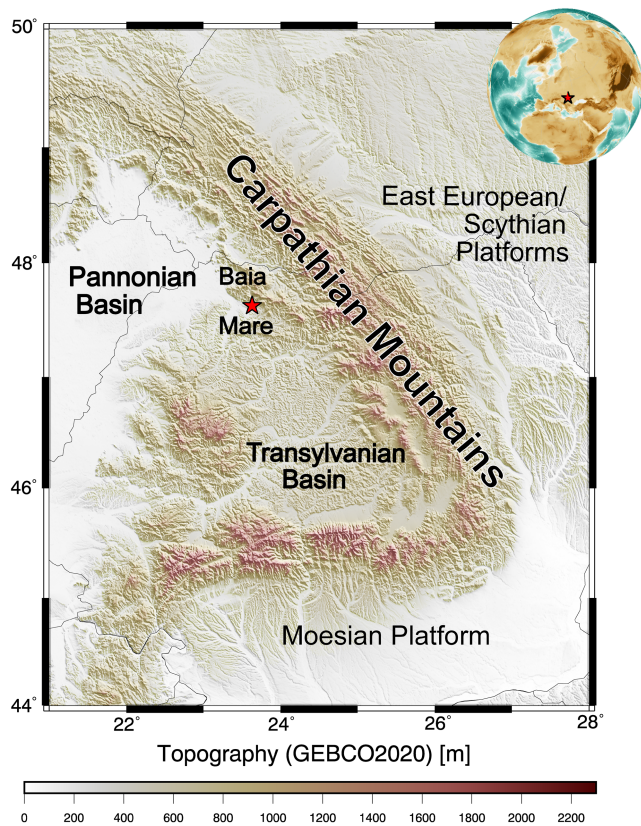 50°
48°
46°
44°
East European/
Scythian
Platforms
Carpathian Mountains
Pannonian
Basin
Baia
Mare
Transylvanian
Basin
Moesian Platform
22°
24°
26°
28°
Topography (GEBCO2020) [m]
0 200 400 600 800 1000 1200 1400 1600 1800 2000 2200